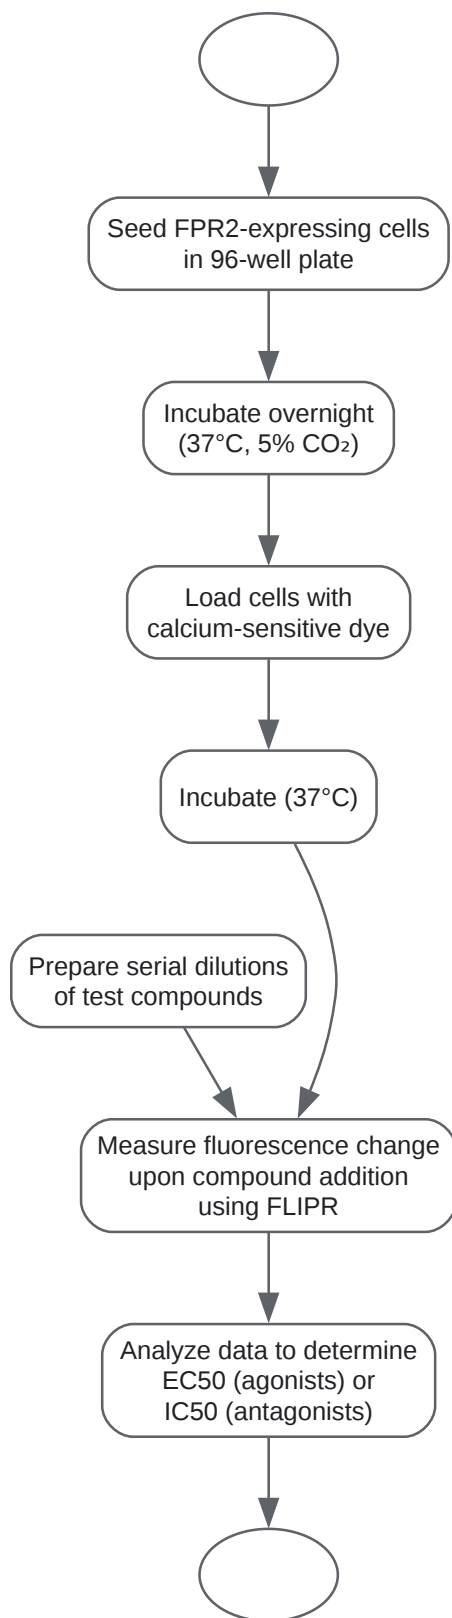 Seed FPR2-expressing cells
in 96-well plate
Incubate overnight
(37°C, 5% CO₂)
Load cells with
calcium-sensitive dye
Incubate (37°C)
Prepare serial dilutions
of test compounds
Measure fluorescence change
upon compound addition
using FLIPR
Analyze data to determine
EC50 (agonists) or
IC50 (antagonists)